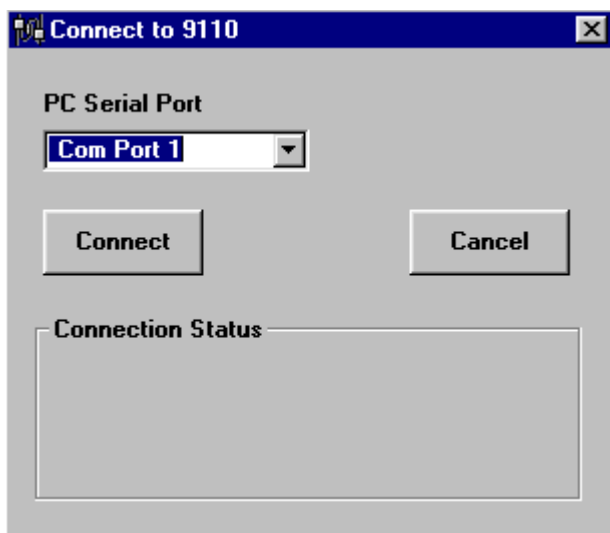 Connect to 9110
PC Serial Port
Com Port 1
Connect Cancel
Connection Status